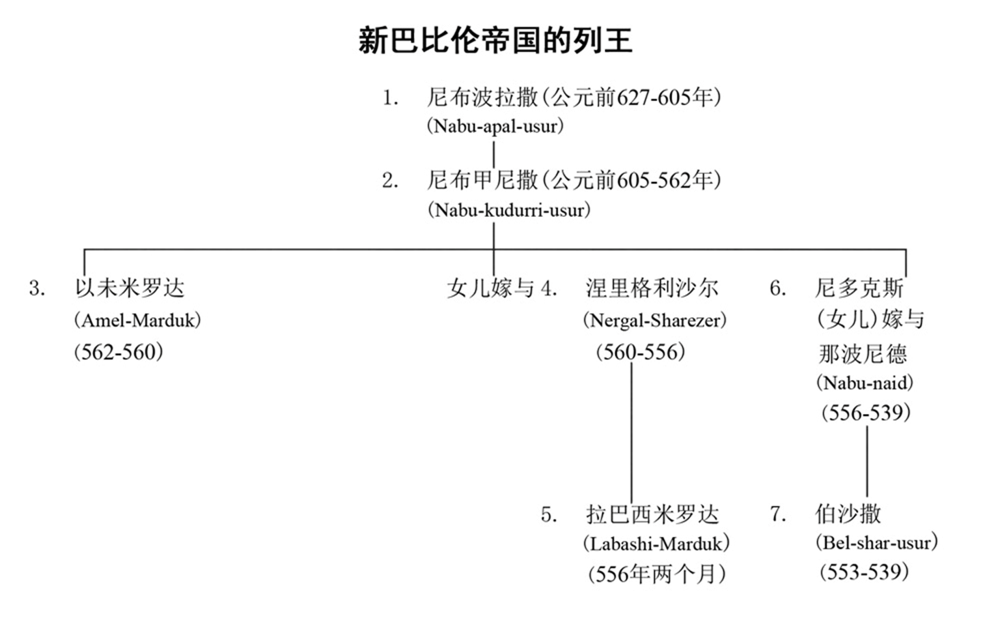 新巴比伦帝国的列王
1. 尼布波拉撒(公元前627-605年)
(Nabu-apal-usur)
2. 尼布甲尼撒(公元前605-562年)
(Nabu-kudurri-usur)
3. 以未米罗达
(Amel-Marduk)
(562-560)
女儿嫁与 4. 涅里格利沙尔
(Nergal-Sharezer)
(560-556)
6. 尼多克斯
(女儿)嫁与
那波尼德
(Nabu-naid)
(556-539)
5. 拉巴西米罗达
(Labashi-Marduk)
(556年两个月)
7. 伯沙撒
(Bel-shar-usur)
(553-539)